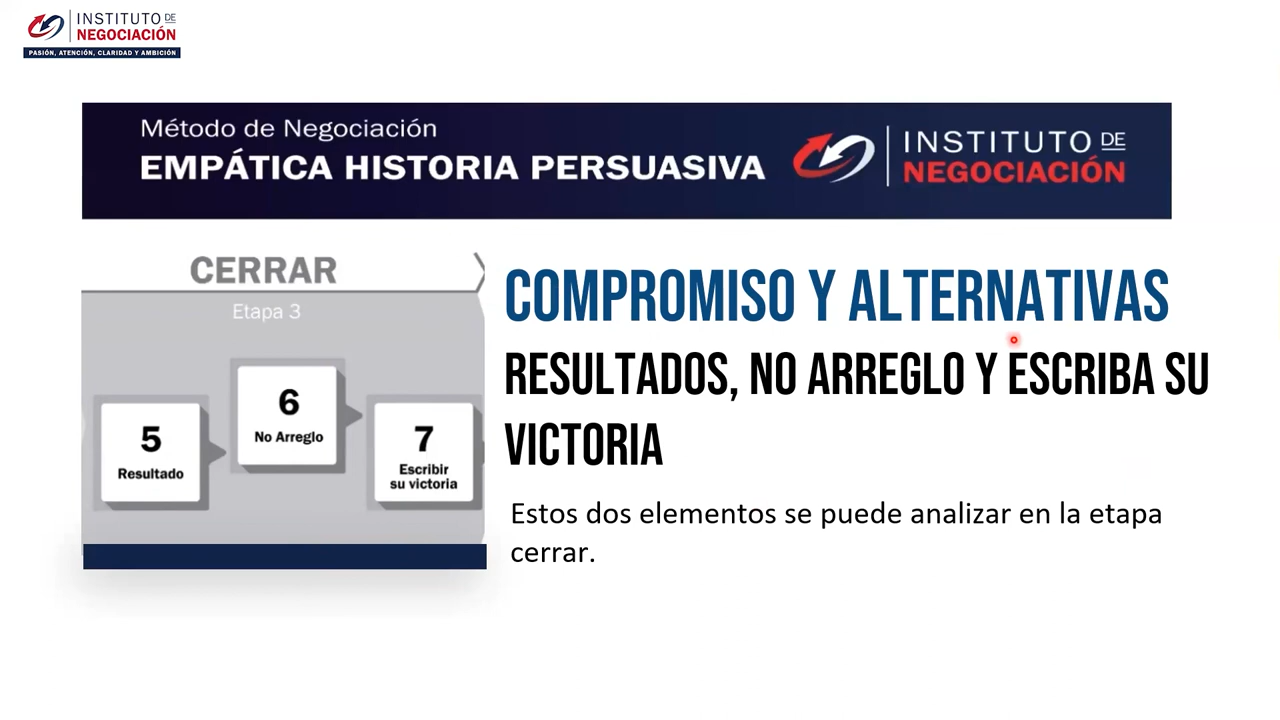 INSTITUTO DE
NEGOCIACIÓN
PASIÓN, ATENCIÓN, CLARIDAD Y AMBICIÓN
Método de Negociación
EMPÁTICA HISTORIA PERSUASIVA
INSTITUTO DE
NEGOCIACIÓN
CERRAR
Etapa 3
5
Resultado
6
No Arreglo
7
Escribir
su victoria
COMPROMISO Y ALTERNATIVAS
RESULTADOS, NO ARREGLO Y ESCRIBA SU
VICTORIA
Estos dos elementos se puede analizar en la etapa
cerrar.